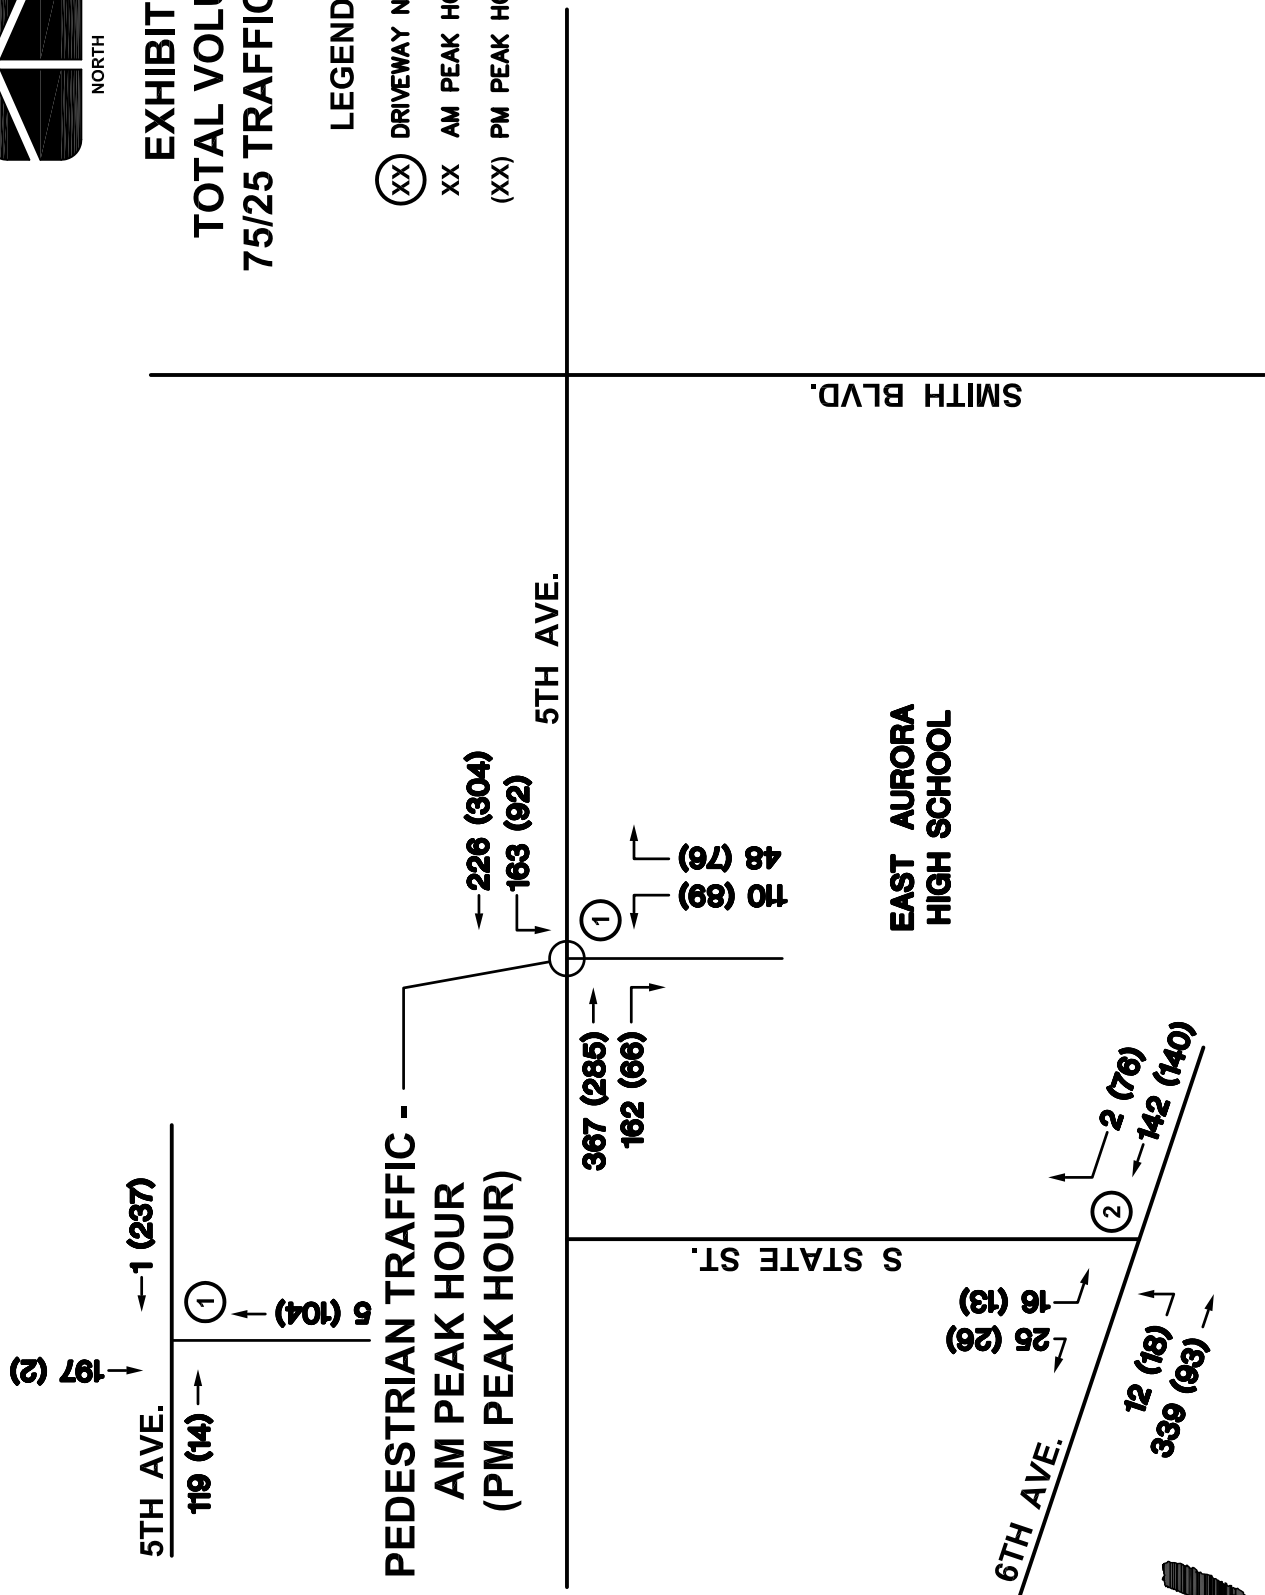 NORTH
EXHIBIT
TOTAL VOLU
75/25 TRAFFIC
LEGEND
XX DRIVEWAY N
XX AM PEAK HO
(XX) PM PEAK HO
SMITH BLVD.
5TH AVE.
226 (304)
163 (92)
1
48 (76)
110 (89)
367 (285)
162 (66)
EAST AURORA
HIGH SCHOOL
5TH AVE.
1 (237)
1
5 (104)
197 (2)
119 (14)
PEDESTRIAN TRAFFIC -
AM PEAK HOUR
(PM PEAK HOUR)
S STATE ST.
2 (76)
142 (140)
2
16 (13)
25 (26)
12 (18)
339 (93)
6TH AVE.